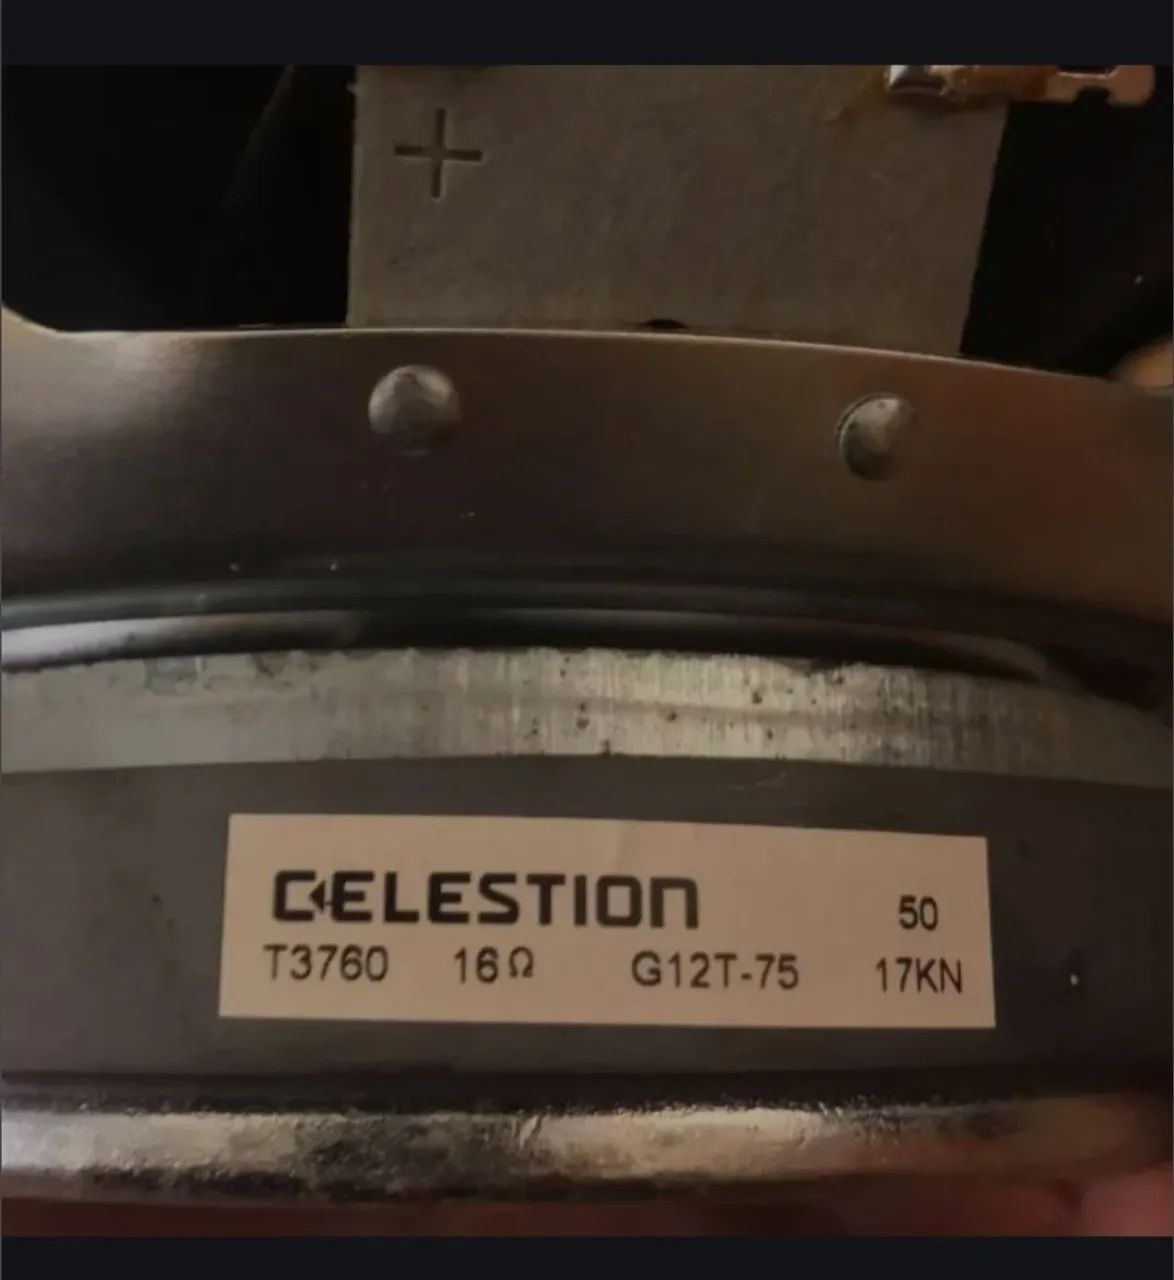 +
CELESTION 50
T3760 16Ω G12T-75 17KN